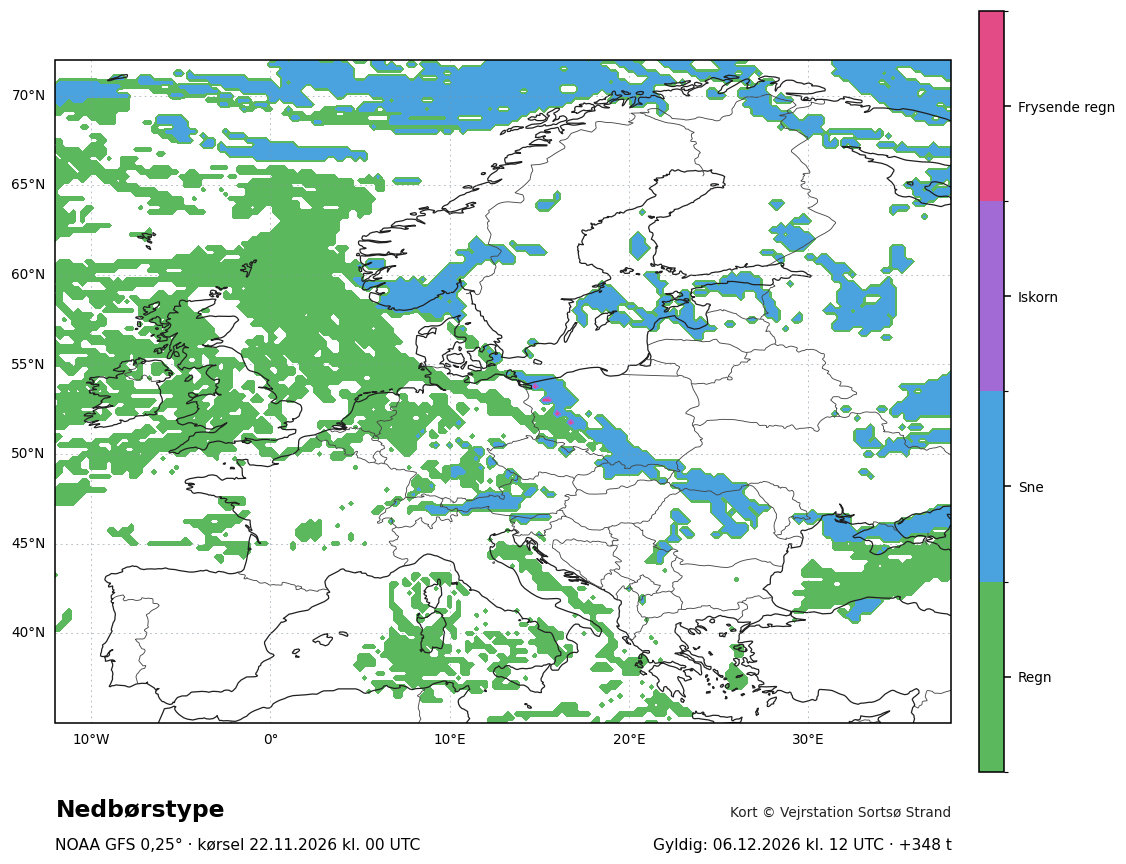 70°N
65°N
60°N
55°N
50°N
45°N
40°N
10°W
0°
10°E
20°E
30°E
Frysende regn
Iskorn
Sne
Regn
Nedbørstype
Kort © Vejrstation Sortsø Strand
NOAA GFS 0,25° · kørsel 22.11.2026 kl. 00 UTC
Gyldig: 06.12.2026 kl. 12 UTC · +348 t